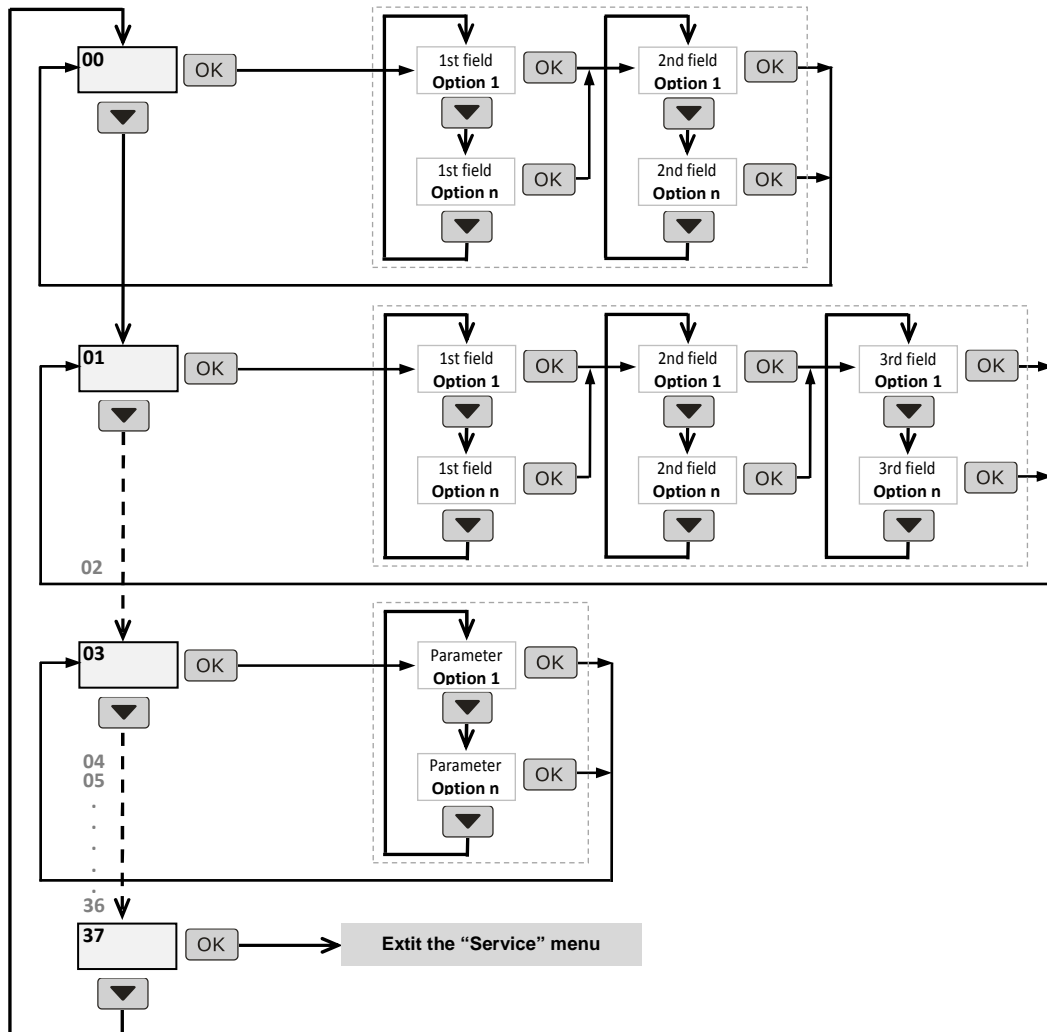 00
OK
1st field
Option 1
OK
2nd field
Option 1
OK
1st field
Option n
OK
2nd field
Option n
OK
01
OK
1st field
Option 1
OK
2nd field
Option 1
OK
3rd field
Option 1
OK
1st field
Option n
OK
2nd field
Option n
OK
3rd field
Option n
OK
02
03
OK
Parameter
Option 1
OK
Parameter
Option n
OK
04
05
.
.
.
.
.
.
36
37
OK
Extit the “Service” menu